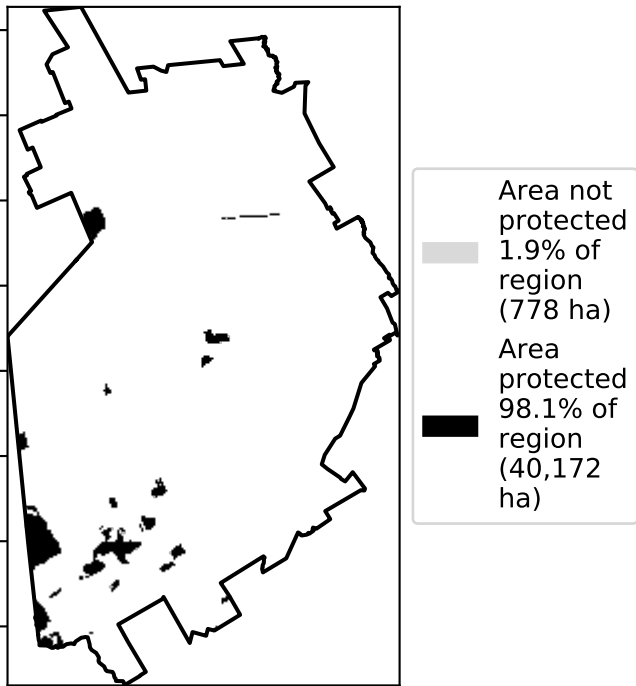 Area not
protected
1.9% of
region
(778 ha)
Area
protected
98.1% of
region
(40,172
ha)